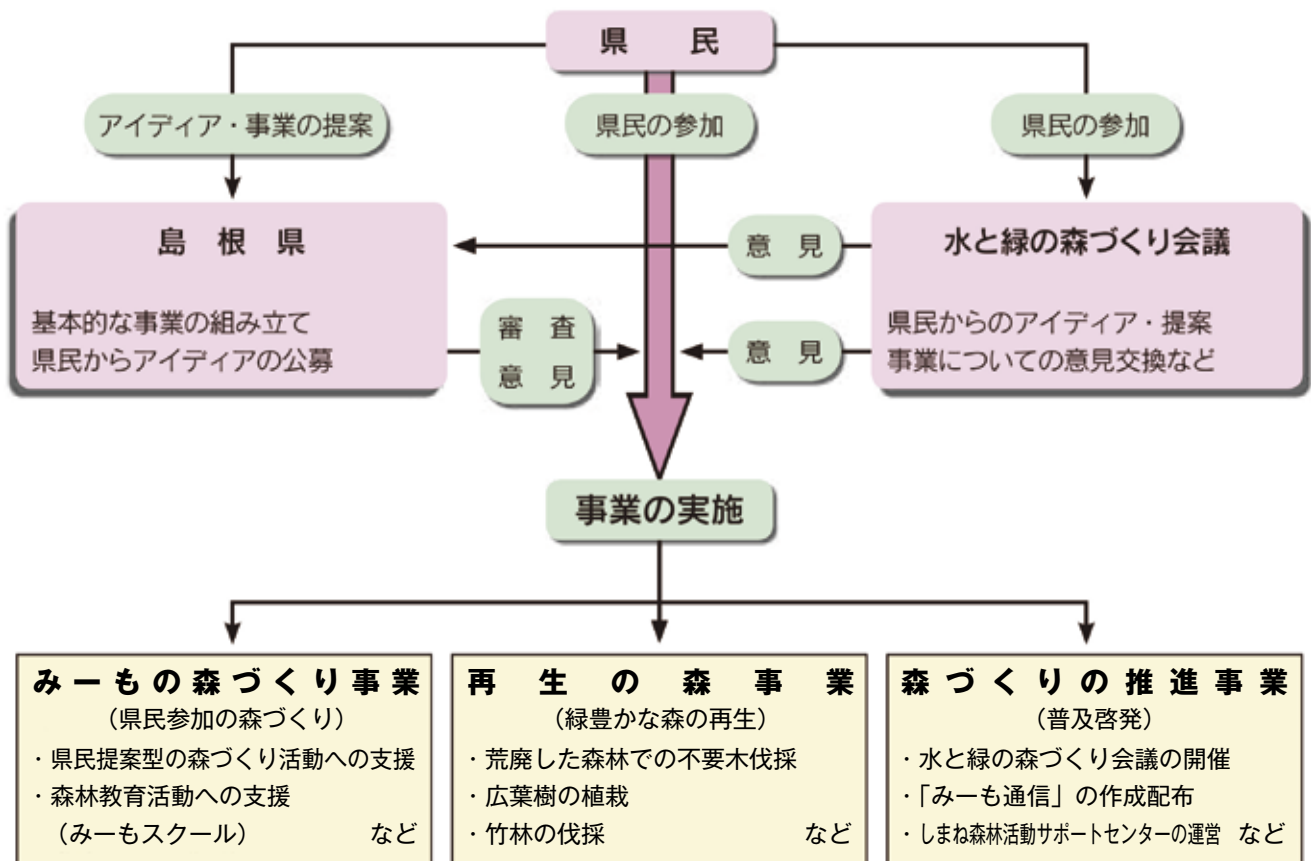 県　民
アイディア・事業の提案
県民の参加
県民の参加
島　根　県
基本的な事業の組み立て
県民からアイディアの公募
意　見
水と緑の森づくり会議
県民からのアイディア・提案
事業についての意見交換など
審　査
意　見
意　見
事業の実施
みーもの森づくり事業
（県民参加の森づくり）
・県民提案型の森づくり活動への支援
・森林教育活動への支援
（みーもスクール）　など
再生の森事業
（緑豊かな森の再生）
・荒廃した森林での不要木伐採
・広葉樹の植栽
・竹林の伐採　など
森づくりの推進事業
（普及啓発）
・水と緑の森づくり会議の開催
・「みーも通信」の作成配布
・しまね森林活動サポートセンターの運営　など